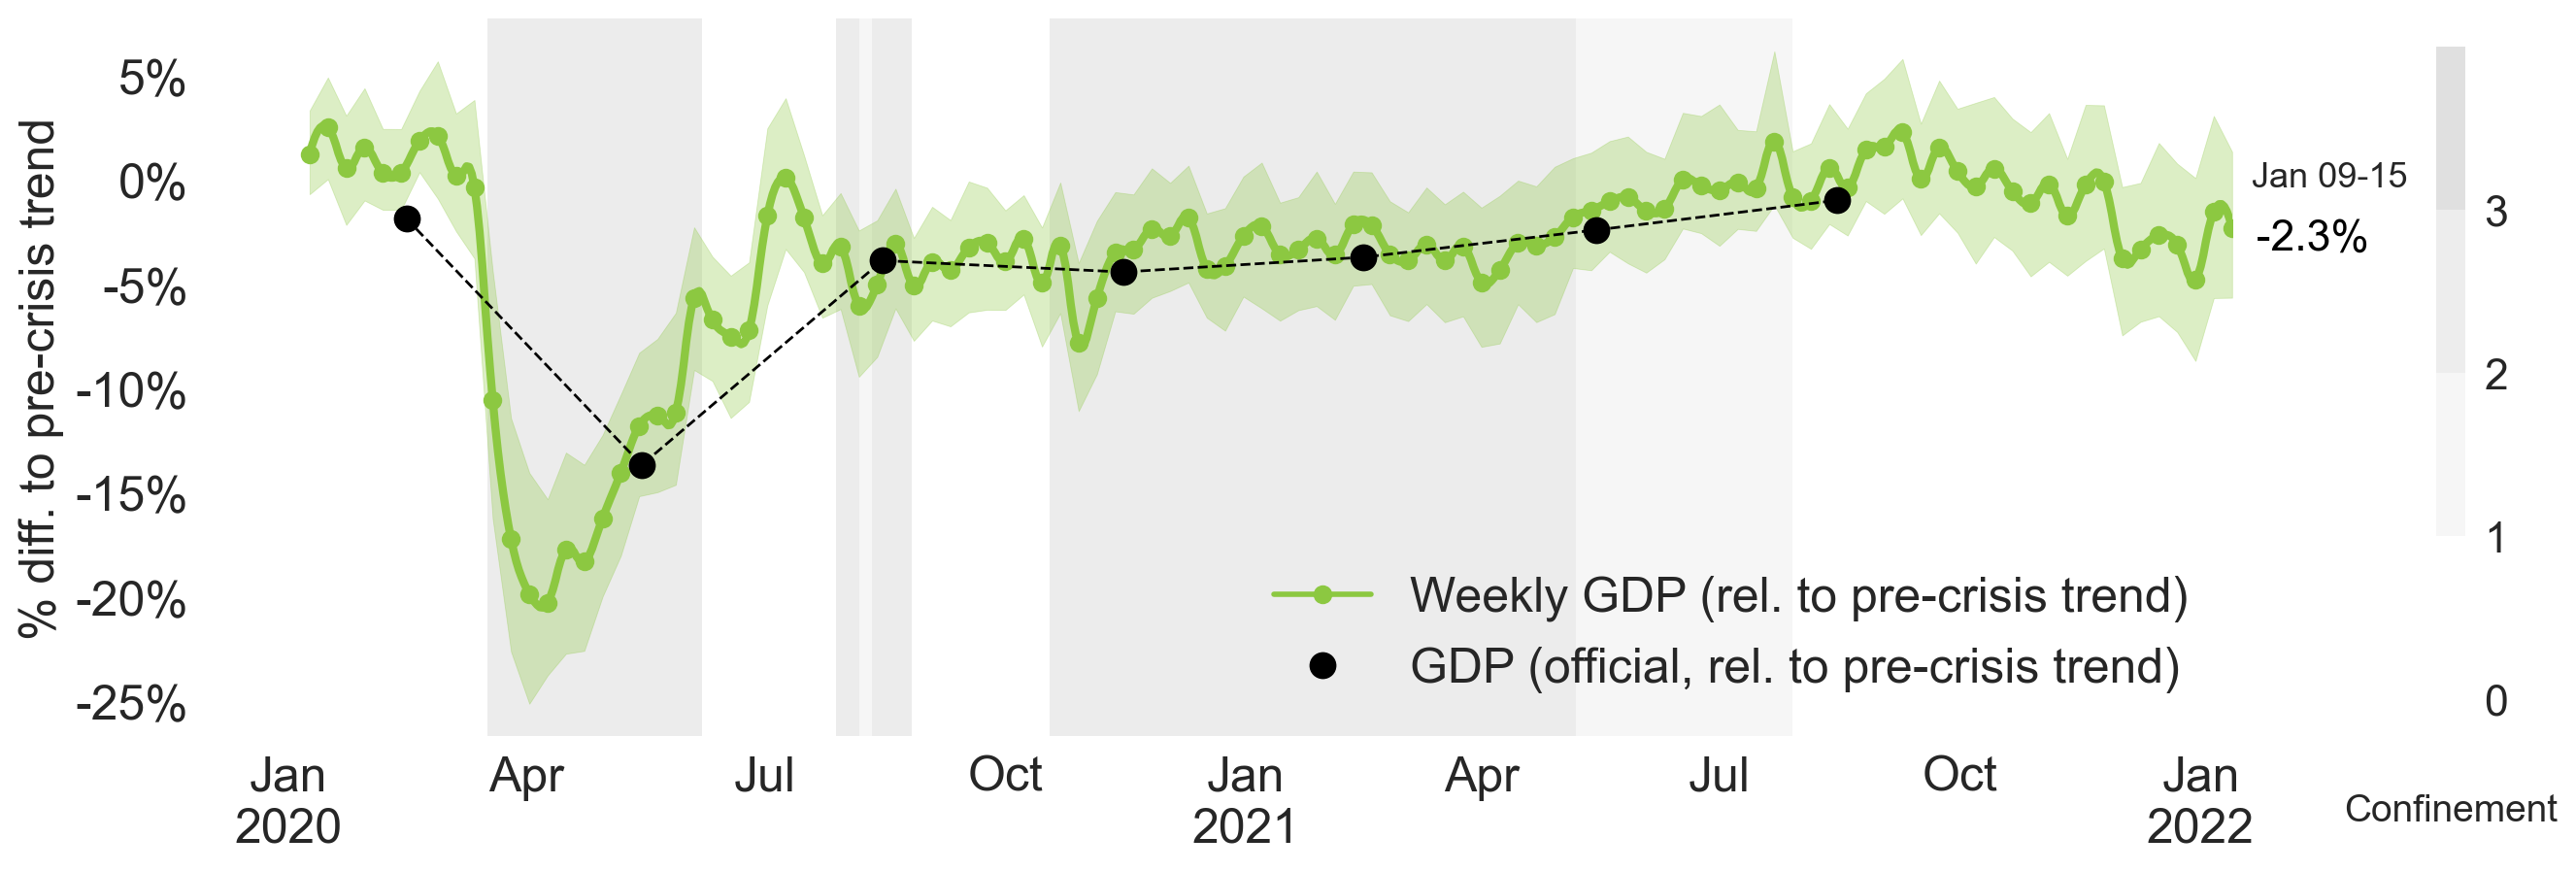 % diff. to pre-crisis trend
5%
0%
-5%
-10%
-15%
-20%
-25%
Jan 09-15
-2.3%
3
2
1
0
Weekly GDP (rel. to pre-crisis trend)
GDP (official, rel. to pre-crisis trend)
Jan Apr Jul Oct Jan Apr Jul Oct Jan
2020 2021 2022
Confinement